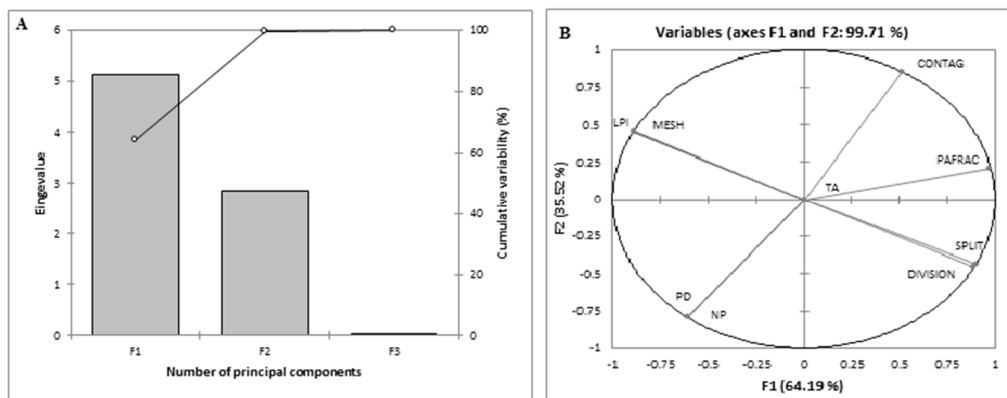 A
6
5
4
3
2
1
0
Eingevalue
100
80
60
40
20
0
Cumulative variability (%)
F1
F2
F3
Number of principal components
B
Variables (axes F1 and F2: 99.71 %)
1
0.75
0.5
0.25
0
-0.25
-0.5
-0.75
-1
F2 (35.52 %)
CONTAG
LPI
MESH
PAFRAC
TA
SPLIT
DIVISION
PD
NP
-1
-0.75
-0.5
-0.25
0
0.25
0.5
0.75
1
F1 (64.19 %)